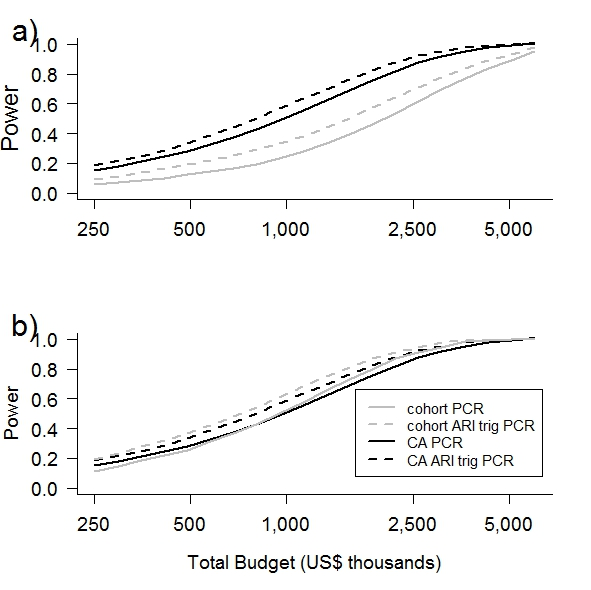 a)
1.0
0.8
0.6
0.4
0.2
0.0
Power
250 500 1,000 2,500 5,000
b)
1.0
0.8
0.6
0.4
0.2
0.0
Power
cohort PCR
cohort ARI trig PCR
CA PCR
CA ARI trig PCR
250 500 1,000 2,500 5,000
Total Budget (US$ thousands)